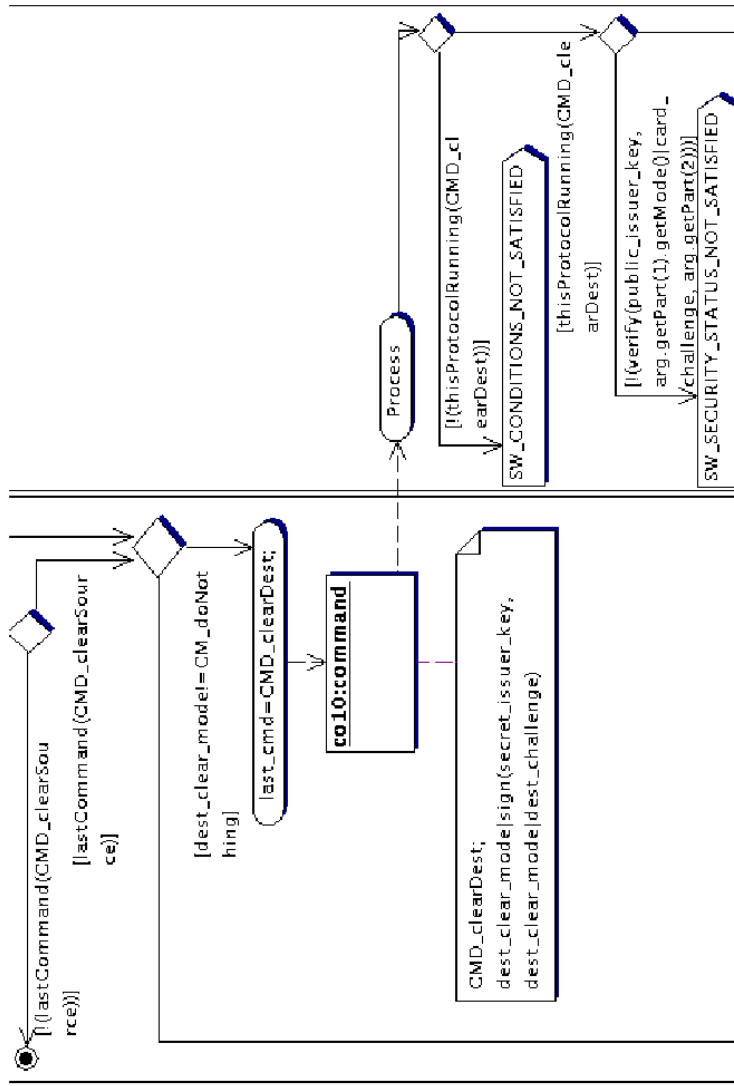 [!(lastCommand(CMD_clearSou
rce))]
[lastCommand(CMD_clearSour
ce)]
[dest_clear_mode!=CM_doNot
hing]
last_cmd=CMD_clearDest;
co10:command
CMD_clearDest;
dest_clear_mode|sign(secret_issuer_key,
dest_clear_mode|dest_challenge)
Process
[!(thisProtocolRunning(CMD_cl
earDest))]
SW_CONDITIONS_NOT_SATISFIED
[thisProtocolRunning(CMD_cle
arDest)]
[!(verify(public_issuer_key,
arg.getPart(1).getMode()|card_
challenge, arg.getPart(2)))]
SW_SECURITY_STATUS_NOT_SATISFIED